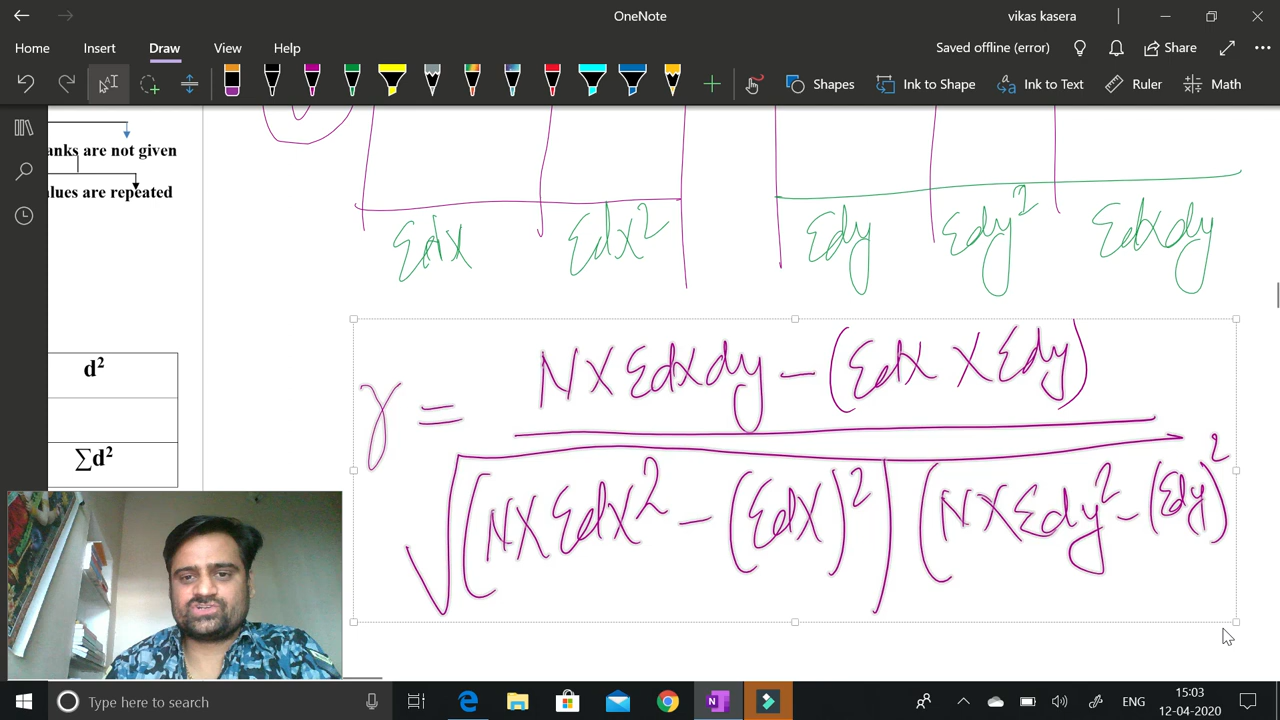 OneNote
vikas kasera
Home Insert Draw View Help
Saved offline (error) Share
Shapes Ink to Shape Ink to Text Ruler Math
anks are not given
alues are repeated
Σdx Σdx² Σdy Σdy² Σdxdy
d²
∑d²
r = N X Σdxdy – (Σdx X Σdy)
√(N X Σdx² – (Σdx)²) (N X Σdy² – (Σdy)²
Type here to search
ENG
15:03
12-04-2020